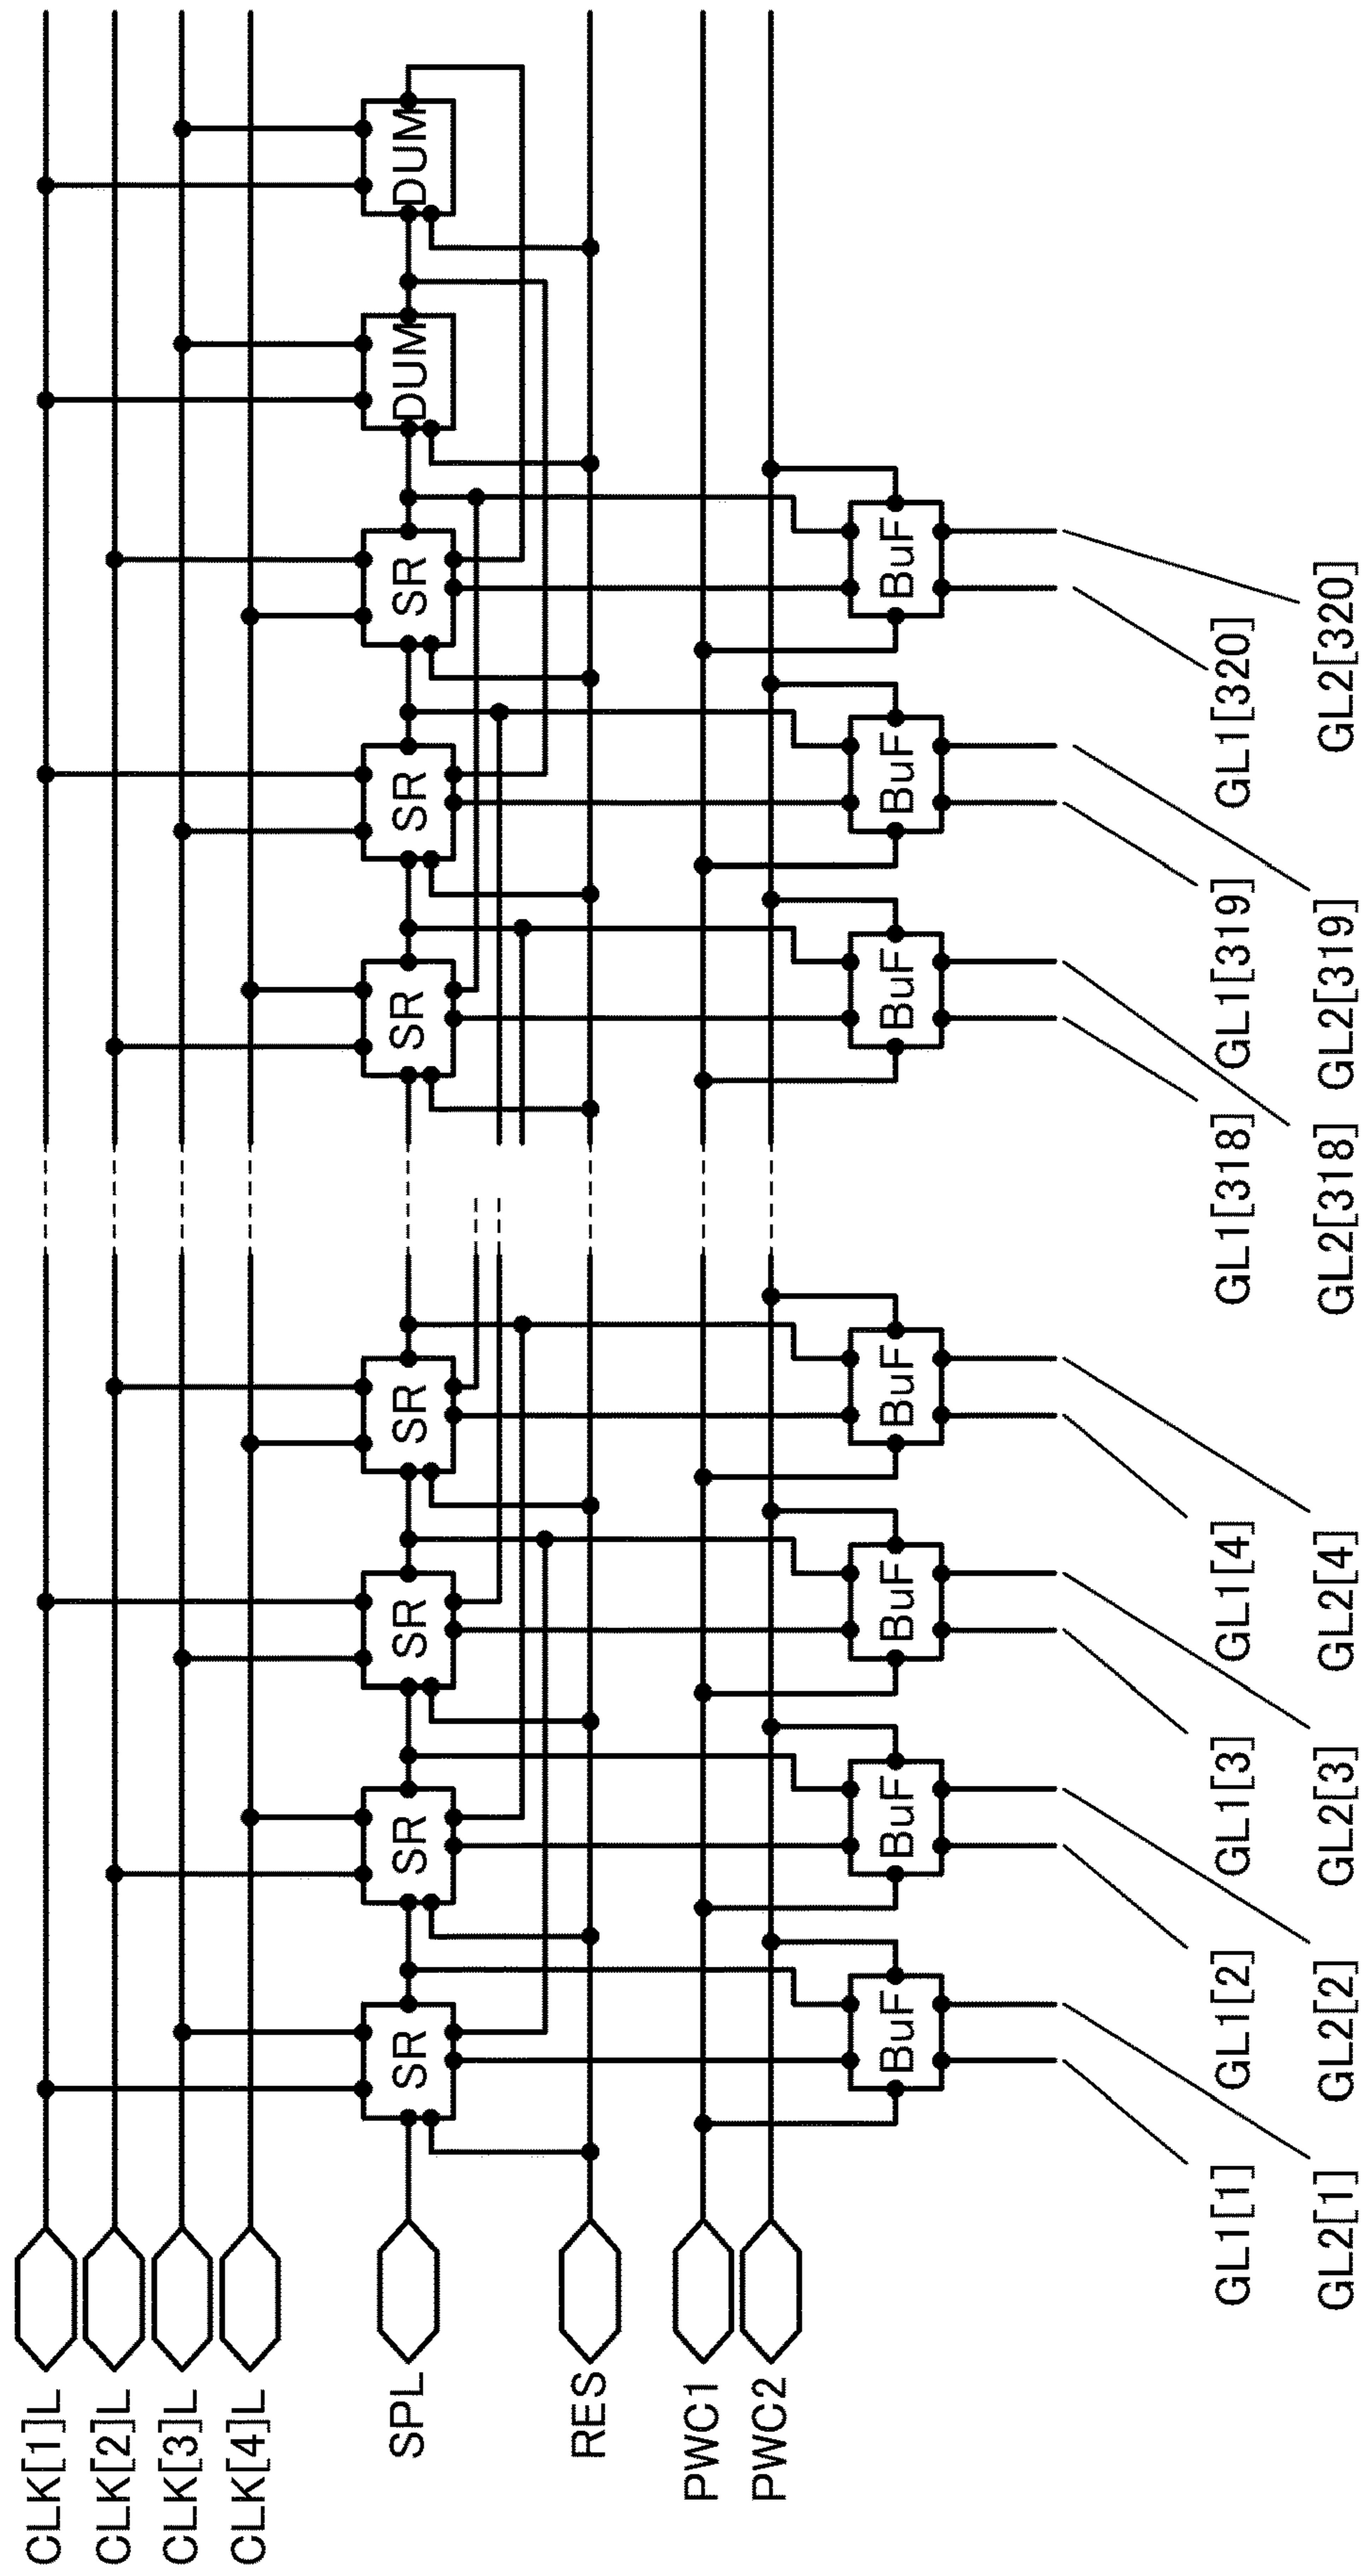 CLK[1]L
CLK[2]L
CLK[3]L
CLK[4]L
SPL
RES
PWC1
PWC2
SR
SR
SR
SR
SR
SR
SR
DUM
DUM
BuF
BuF
BuF
BuF
BuF
BuF
BuF
GL1[1]
GL1[2]
GL1[3]
GL1[4]
GL1[318]
GL1[319]
GL1[320]
GL2[1]
GL2[2]
GL2[3]
GL2[4]
GL2[318]
GL2[319]
GL2[320]